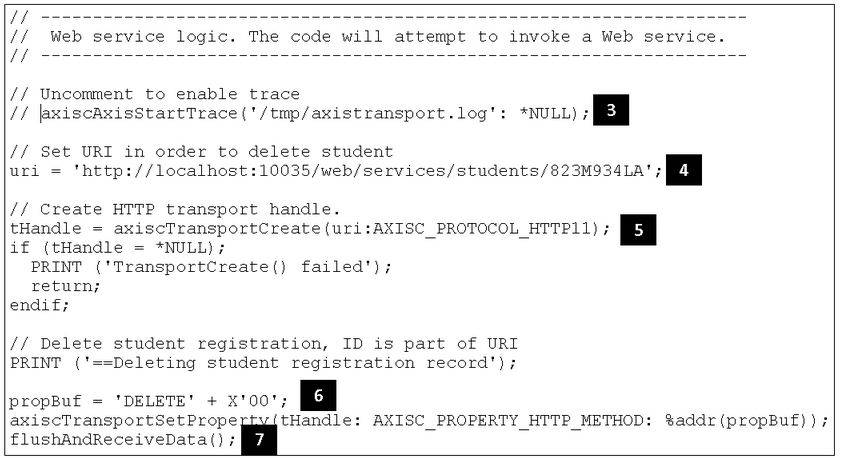 // -------------------------------------------------------------------
//  Web service logic. The code will attempt to invoke a Web service.
// -------------------------------------------------------------------
// Uncomment to enable trace
// axiscAxisStartTrace('/tmp/axistransport.log': *NULL); 3
// Set URI in order to delete student
uri = 'http://localhost:10035/web/services/students/823M934LA'; 4
// Create HTTP transport handle.
tHandle = axiscTransportCreate(uri:AXISC_PROTOCOL_HTTP11); 5
if (tHandle = *NULL);
  PRINT ('TransportCreate() failed');
  return;
endif;
// Delete student registration, ID is part of URI
PRINT ('==Deleting student registration record');
propBuf = 'DELETE' + X'00'; 6
axiscTransportSetProperty(tHandle: AXISC_PROPERTY_HTTP_METHOD: %addr(propBuf));
flushAndReceiveData(); 7